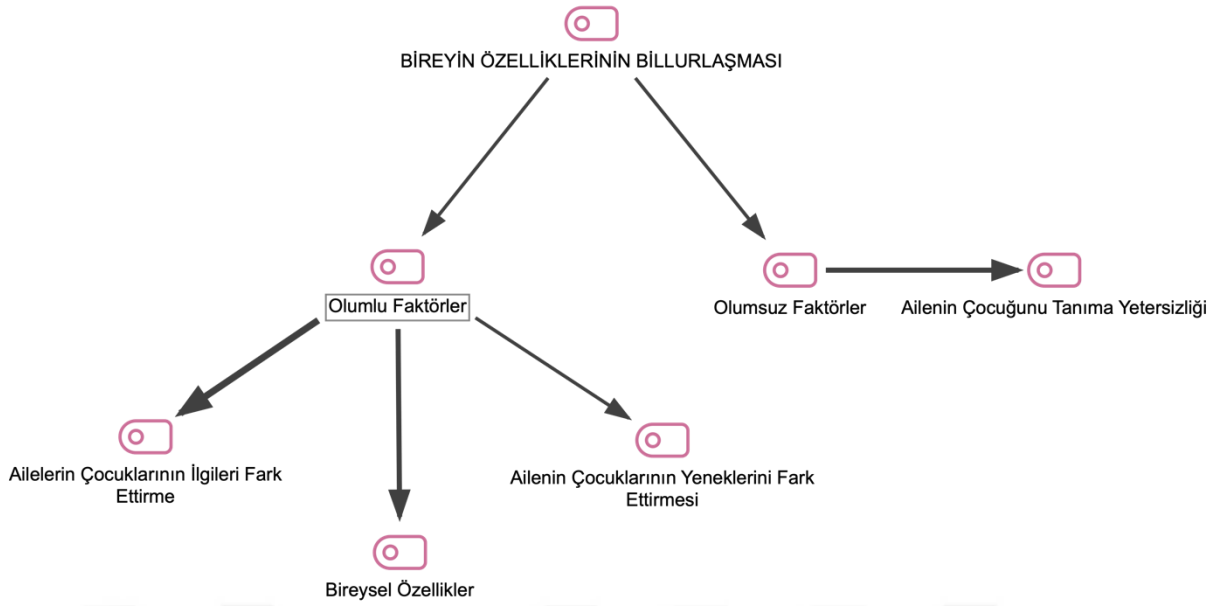 BİREYİN ÖZELLİKLERİNİN BİLLURLAŞMASI
Olumlu Faktörler
Olumsuz Faktörler
Ailenin Çocuğunu Tanıma Yetersizliği
Ailelerin Çocuklarının İlgileri Fark
Ettirme
Ailenin Çocuklarının Yeneklerini Fark
Ettirmesi
Bireysel Özellikler